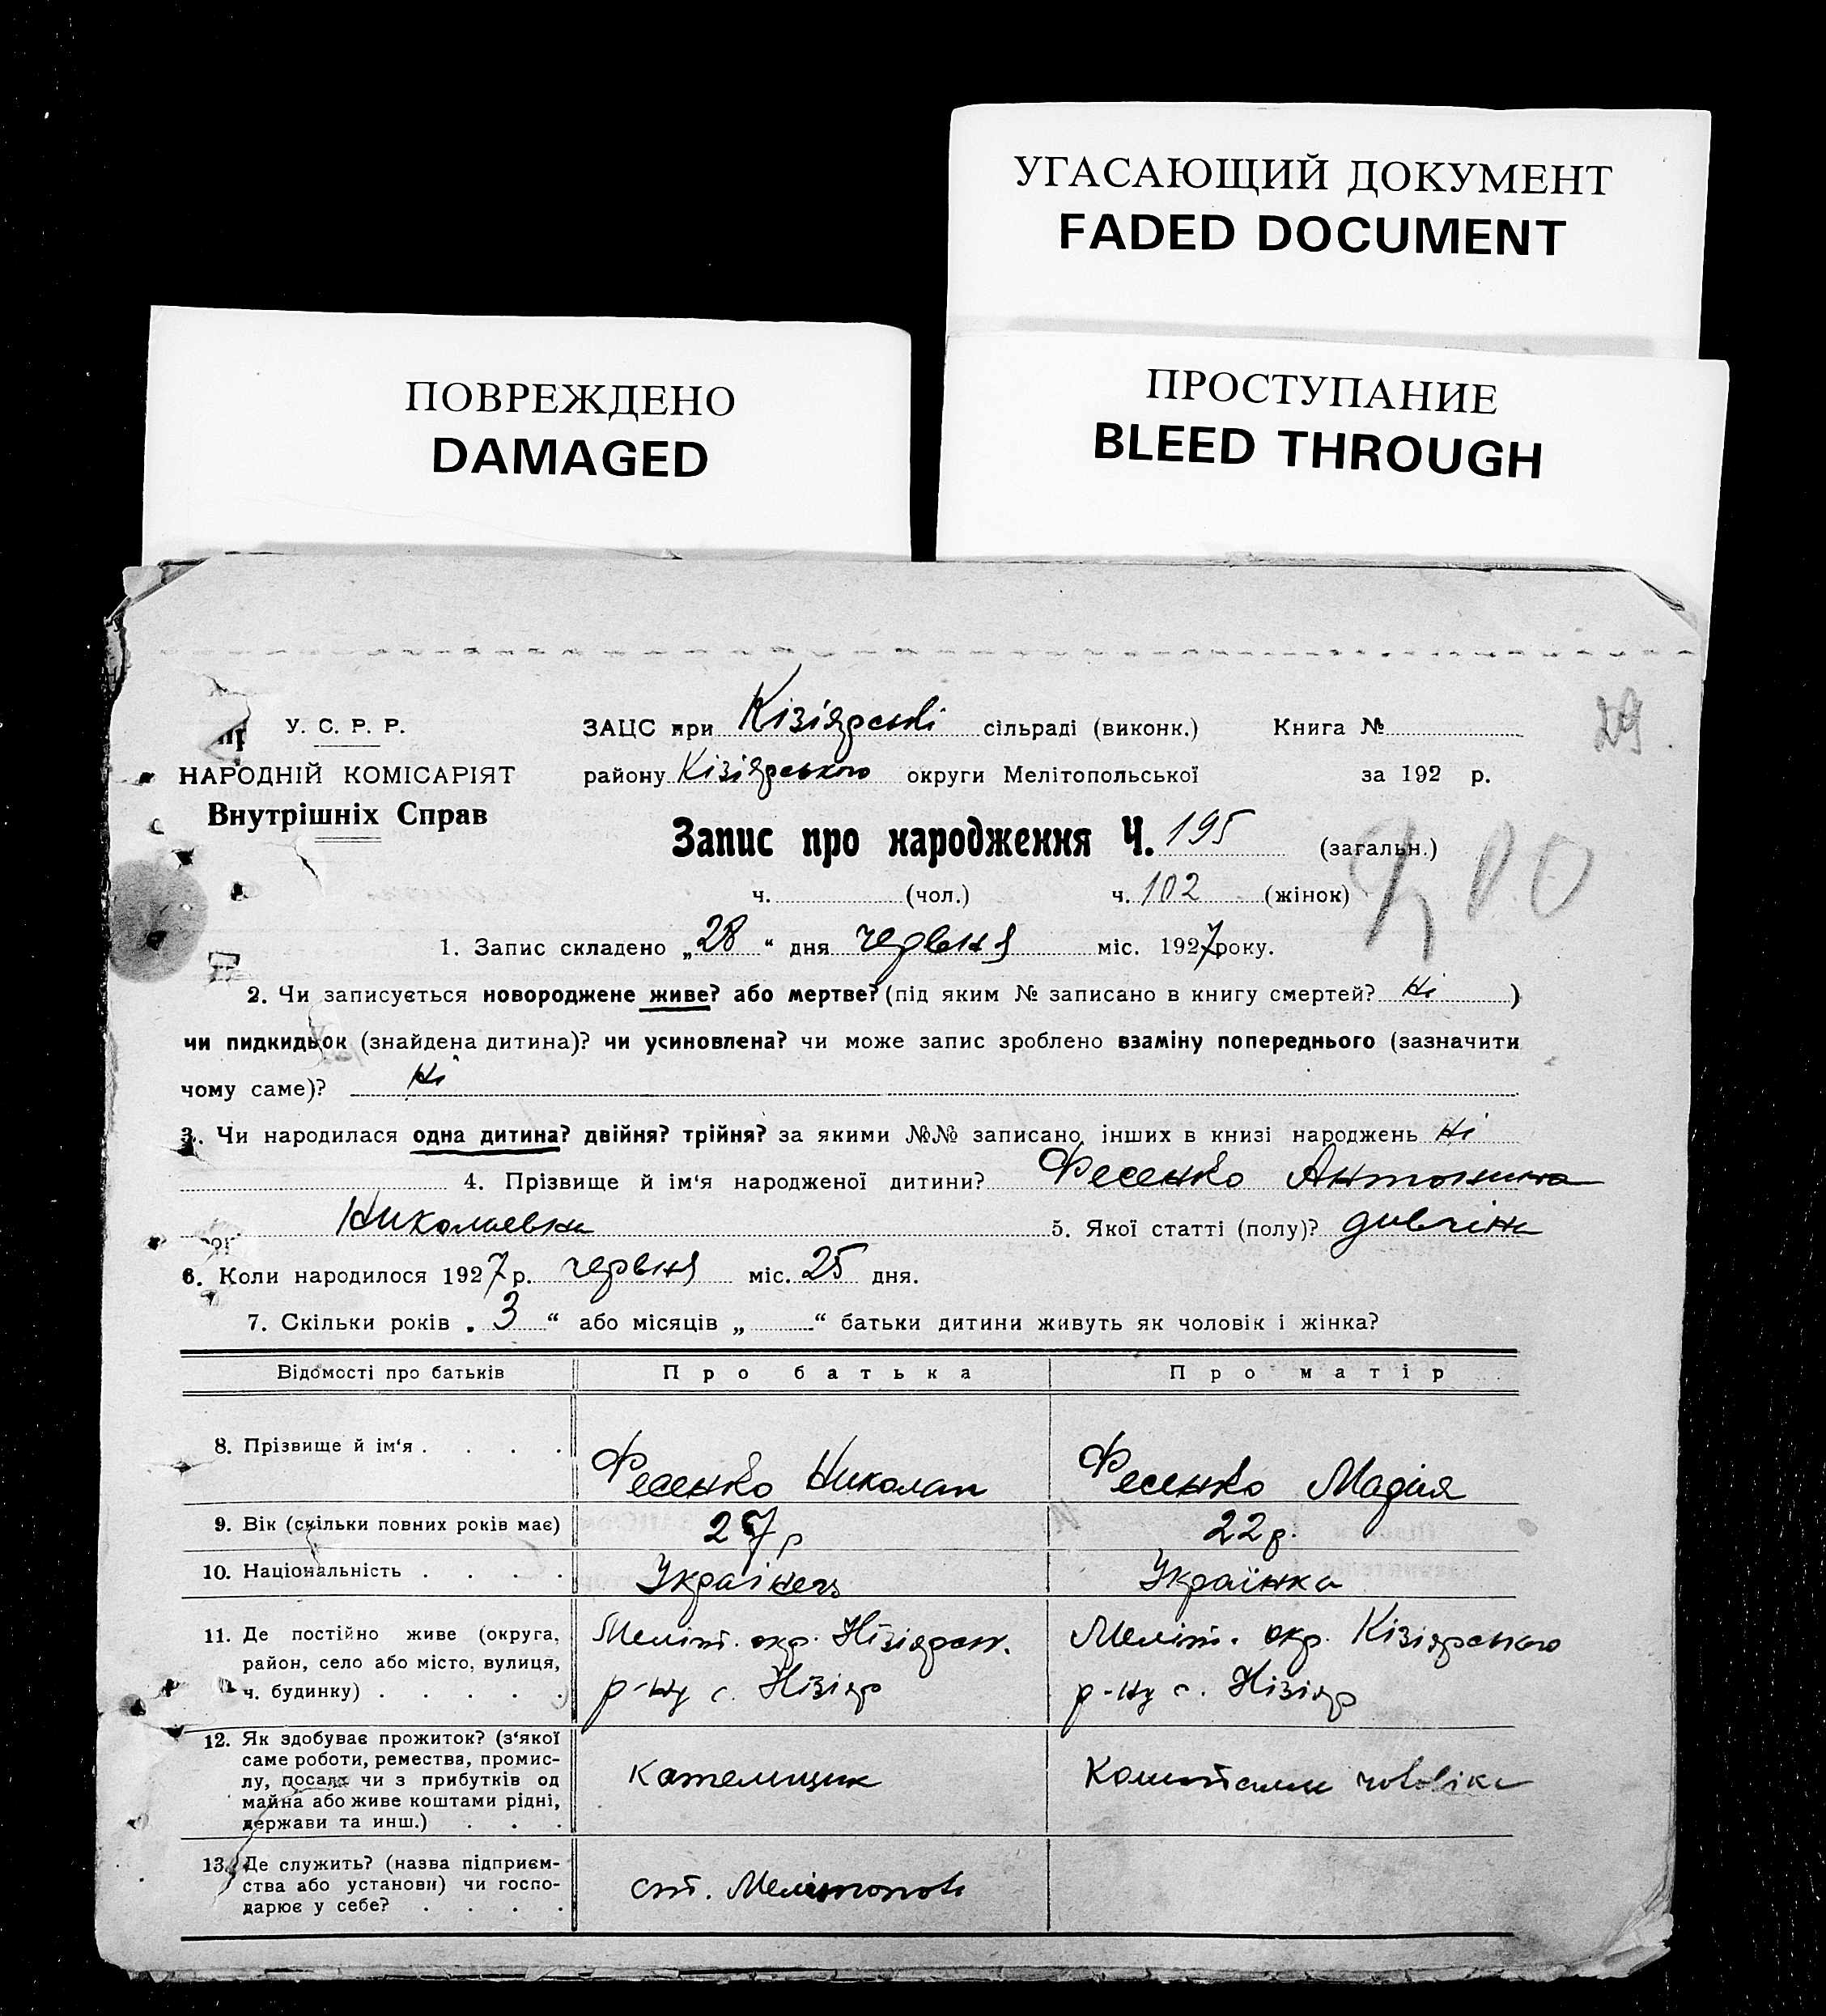 УГАСАЮЩИЙ ДОКУМЕНТ
FADED DOCUMENT
ПОВРЕЖДЕНО
DAMAGED
ПРОСТУПАНИЕ
BLEED THROUGH
29
У. С. Р. Р.
НАРОДНІЙ КОМІСАРІЯТ
Внутрішніх Справ
ЗАЦС при Кізіярські сільраді (виконк.) Книга №
району Кізіярського округи Мелітопольської за 192 р.
Запис про народження Ч. 195 (загальн.)
ч. (чол.) ч. 102 (жінок)
1. Запис складено „28“ дня червня міс. 1927 року.
2. Чи записується новороджене живе? або мертве? (під яким № записано в книгу смертей? Ні )
чи пидкидьок (знайдена дитина)? чи усиновлена? чи може запис зроблено взаміну попереднього (зазначити
чому саме)? Ні
3. Чи народилася одна дитина? двійня? трійня? за якими №№ записано інших в книзі народжень Ні
4. Прізвище й ім‘я народженої дитини? Фесенко Антонина
Николаевна 5. Якої статті (полу)? дивчіна
6. Коли народилося 1927 р. червня міс. 25 дня.
7. Скільки років „3“ або місяців „ “ батьки дитини живуть як чоловік і жінка?
Відомості про батьків Про батька Про матір
8. Прізвище й ім‘я . . . . Фесенко Николай Фесенко Мария
9. Вік (скільки повних років має) 27 р 22 р.
10. Національність . . . . Українець Українка
11. Де постійно живе (округа, Меліт. окр. Кізіярськ. Меліт. окр. Кізіярського
район, село або місто, вулиця, р-ну с. Кізіяр р-ну с. Кізіяр
ч. будинку) . . . . .
12. Як здобуває прожиток? (з‘якої
саме роботи, ремества, промис-
лу, посади чи з прибутків од котельщик Коштами чоловіка
майна або живе коштами рідні,
держави та инш.) . . .
13. Де служить? (назва підприєм-
ства або установи) чи госпо- ст. Мелітополь
дарює у себе? . . . .